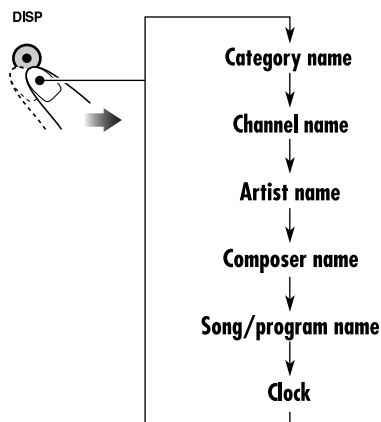 DISP
Category name
Channel name
Artist name
Composer name
Song/program name
Clock